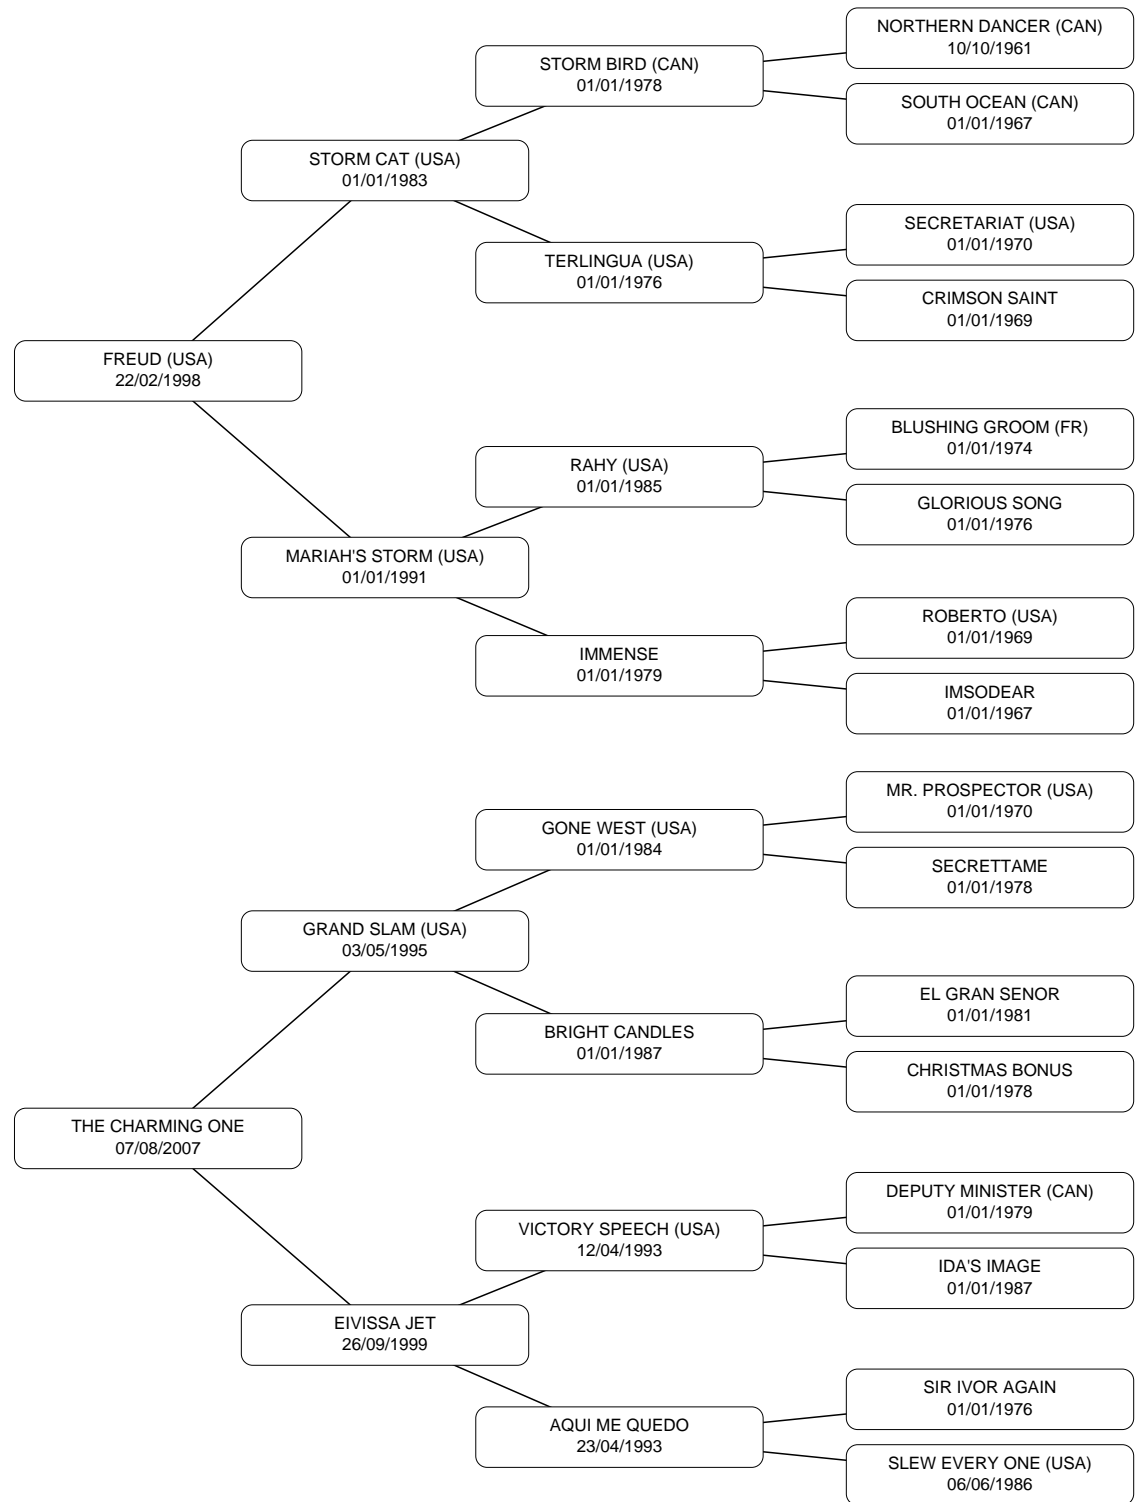 NORTHERN DANCER (CAN)
10/10/1961
STORM BIRD (CAN)
01/01/1978
SOUTH OCEAN (CAN)
01/01/1967
STORM CAT (USA)
01/01/1983
SECRETARIAT (USA)
01/01/1970
TERLINGUA (USA)
01/01/1976
CRIMSON SAINT
01/01/1969
FREUD (USA)
22/02/1998
BLUSHING GROOM (FR)
01/01/1974
RAHY (USA)
01/01/1985
GLORIOUS SONG
01/01/1976
MARIAH'S STORM (USA)
01/01/1991
ROBERTO (USA)
01/01/1969
IMMENSE
01/01/1979
IMSODEAR
01/01/1967
MR. PROSPECTOR (USA)
01/01/1970
GONE WEST (USA)
01/01/1984
SECRETTAME
01/01/1978
GRAND SLAM (USA)
03/05/1995
EL GRAN SENOR
01/01/1981
BRIGHT CANDLES
01/01/1987
CHRISTMAS BONUS
01/01/1978
THE CHARMING ONE
07/08/2007
DEPUTY MINISTER (CAN)
01/01/1979
VICTORY SPEECH (USA)
12/04/1993
IDA'S IMAGE
01/01/1987
EIVISSA JET
26/09/1999
SIR IVOR AGAIN
01/01/1976
AQUI ME QUEDO
23/04/1993
SLEW EVERY ONE (USA)
06/06/1986